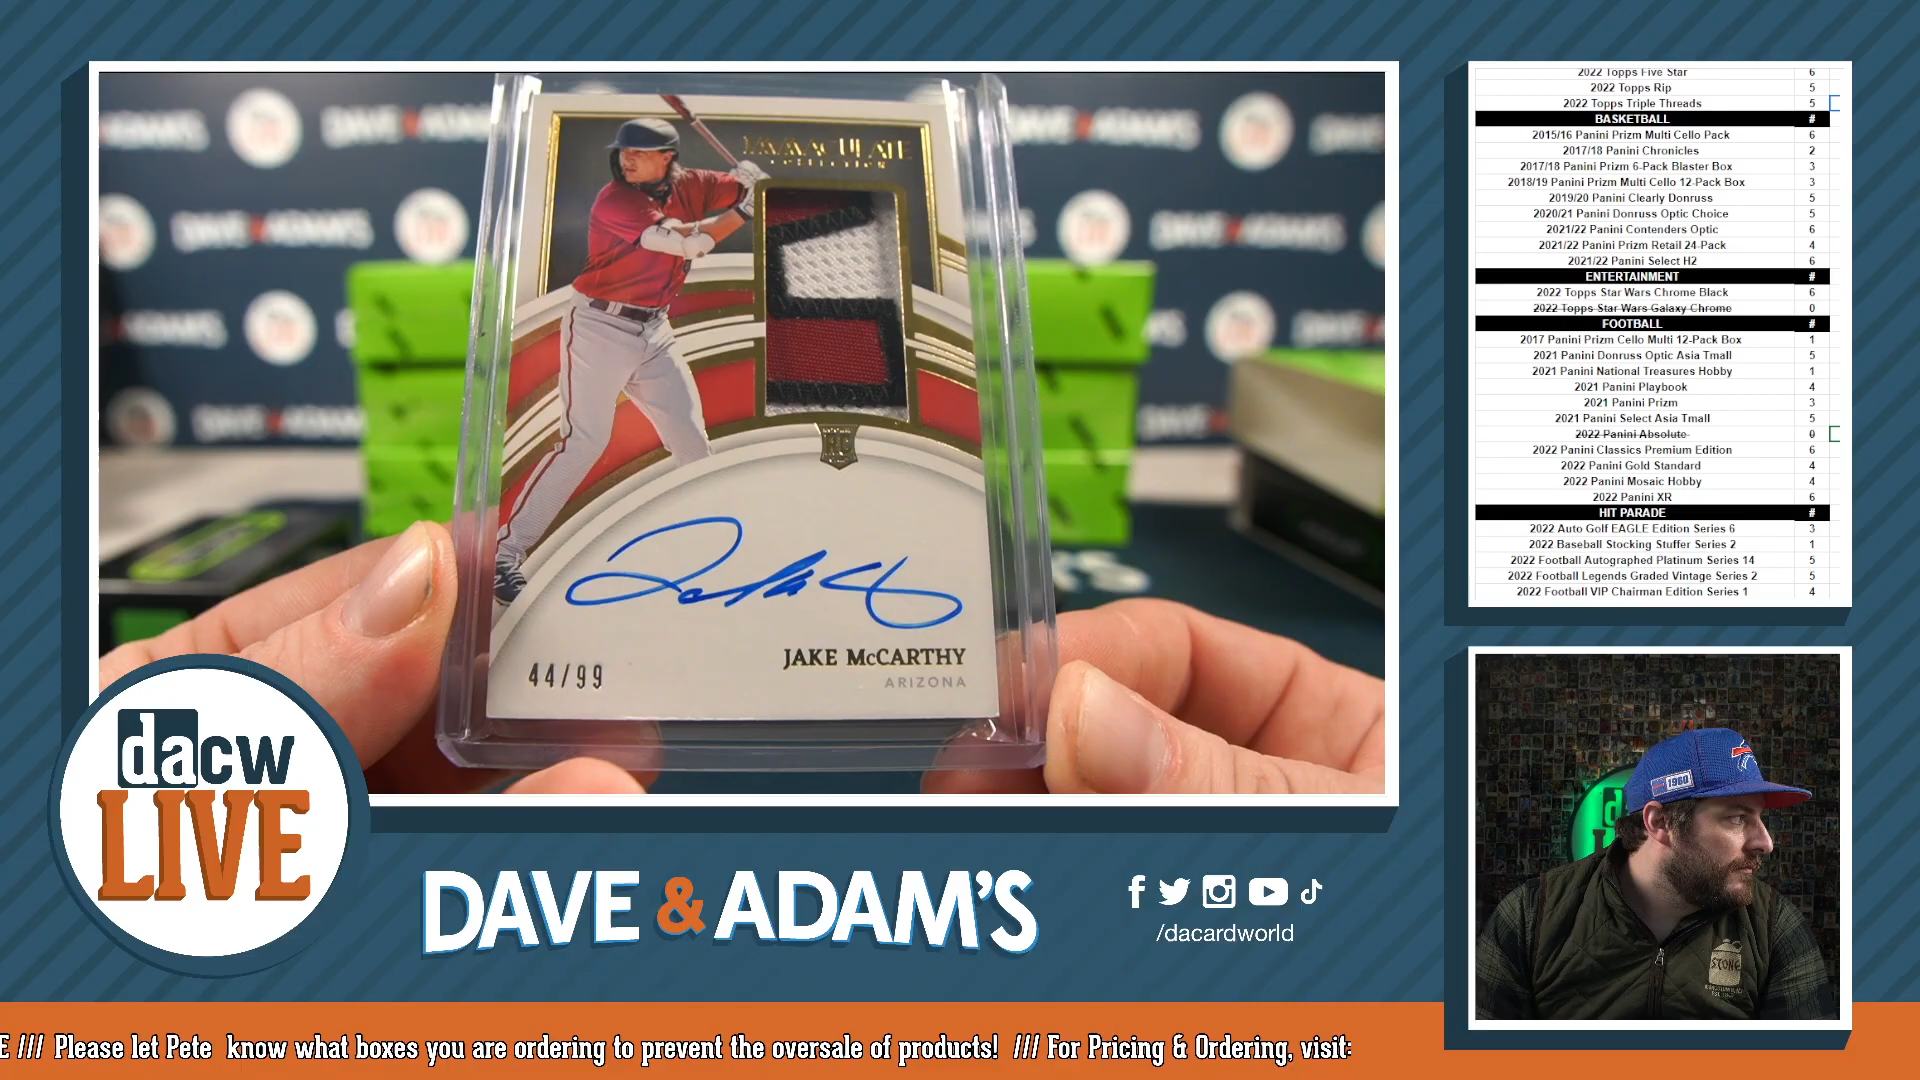 DAVE & ADAM'S
IMMACULATE
collection
RC
44/99
JAKE McCARTHY
ARIZONA
dacw
LIVE
DAVE & ADAM'S
/dacardworld
2022 Topps Five Star 6
2022 Topps Rip 5
2022 Topps Triple Threads 5
BASKETBALL #
2015/16 Panini Prizm Multi Cello Pack 6
2017/18 Panini Chronicles 2
2017/18 Panini Prizm 6-Pack Blaster Box 3
2018/19 Panini Prizm Multi Cello 12-Pack Box 3
2019/20 Panini Clearly Donruss 5
2020/21 Panini Donruss Optic Choice 5
2021/22 Panini Contenders Optic 6
2021/22 Panini Prizm Retail 24-Pack 4
2021/22 Panini Select H2 6
ENTERTAINMENT #
2022 Topps Star Wars Chrome Black 6
2022 Topps Star Wars Galaxy Chrome 0
FOOTBALL #
2017 Panini Prizm Cello Multi 12-Pack Box 1
2021 Panini Donruss Optic Asia Tmall 5
2021 Panini National Treasures Hobby 1
2021 Panini Playbook 4
2021 Panini Prizm 3
2021 Panini Select Asia Tmall 5
2022 Panini Absolute 0
2022 Panini Classics Premium Edition 6
2022 Panini Gold Standard 4
2022 Panini Mosaic Hobby 4
2022 Panini XR 6
HIT PARADE #
2022 Auto Golf EAGLE Edition Series 6 3
2022 Baseball Stocking Stuffer Series 2 1
2022 Football Autographed Platinum Series 14 5
2022 Football Legends Graded Vintage Series 2 5
2022 Football VIP Chairman Edition Series 1 4
1960
STONE
E /// Please let Pete know what boxes you are ordering to prevent the oversale of products! /// For Pricing & Ordering, visit: